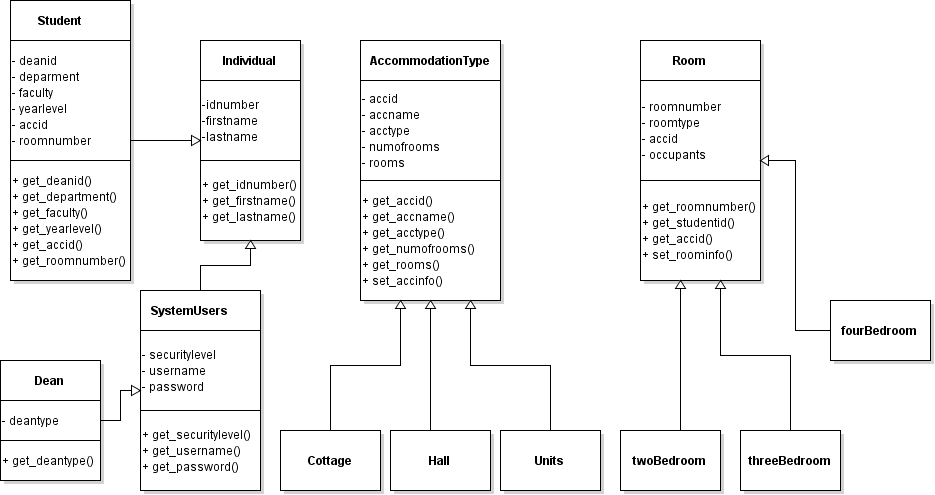 Student
- deanid
- deparment
- faculty
- yearlevel
- accid
- roomnumber
+ get_deanid()
+ get_department()
+ get_faculty()
+ get_yearlevel()
+ get_accid()
+ get_roomnumber()
Individual
-idnumber
-firstname
-lastname
+ get_idnumber()
+ get_firstname()
+ get_lastname()
AccommodationType
- accid
- accname
- acctype
- numofrooms
- rooms
+ get_accid()
+ get_accname()
+ get_acctype()
+ get_numofrooms()
+ get_rooms()
+ set_accinfo()
Room
- roomnumber
- roomtype
- accid
- occupants
+ get_roomnumber()
+ get_studentid()
+ get_accid()
+ set_roominfo()
SystemUsers
- securitylevel
- username
- password
+ get_securitylevel()
+ get_username()
+ get_password()
Dean
- deantype
+ get_deantype()
Cottage
Hall
Units
twoBedroom
threeBedroom
fourBedroom